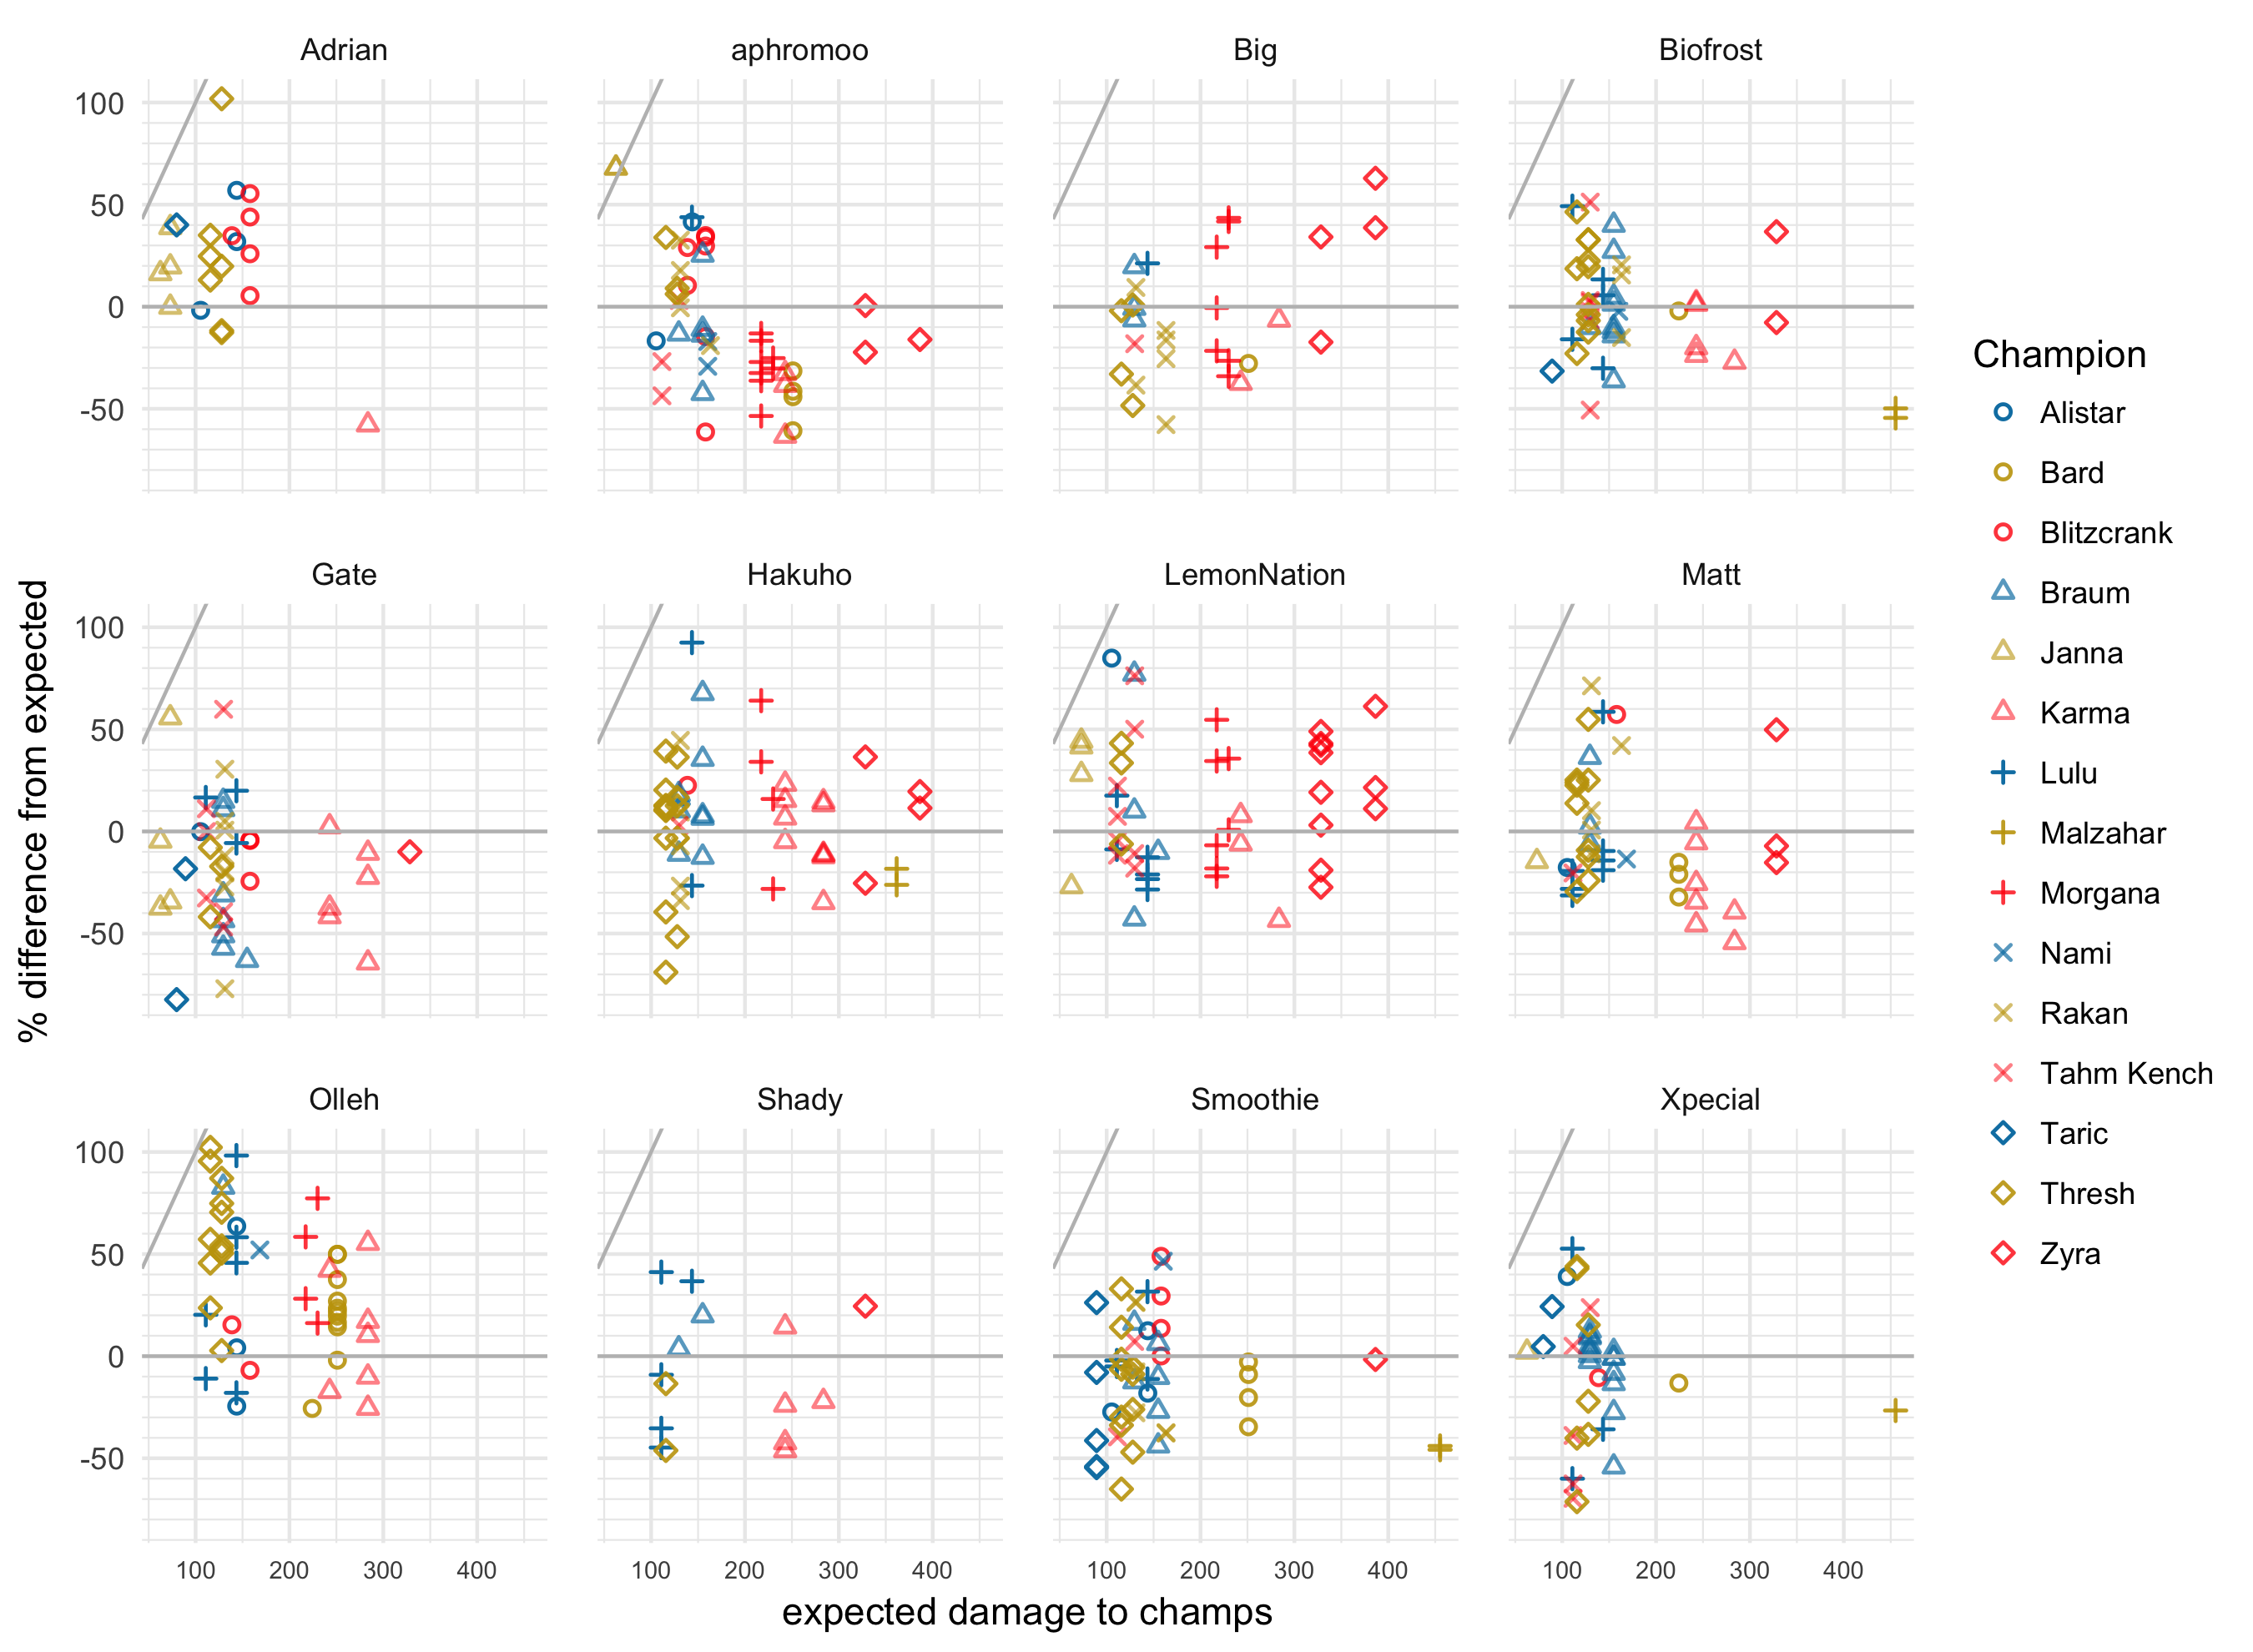 Adrian aphromoo Big Biofrost
100
50
0
-50
Gate Hakuho LemonNation Matt
100
50
0
-50
Olleh Shady Smoothie Xpecial
100
50
0
-50
100 200 300 400 100 200 300 400 100 200 300 400 100 200 300 400
expected damage to champs
% difference from expected
Champion
Alistar
Bard
Blitzcrank
Braum
Janna
Karma
Lulu
Malzahar
Morgana
Nami
Rakan
Tahm Kench
Taric
Thresh
Zyra